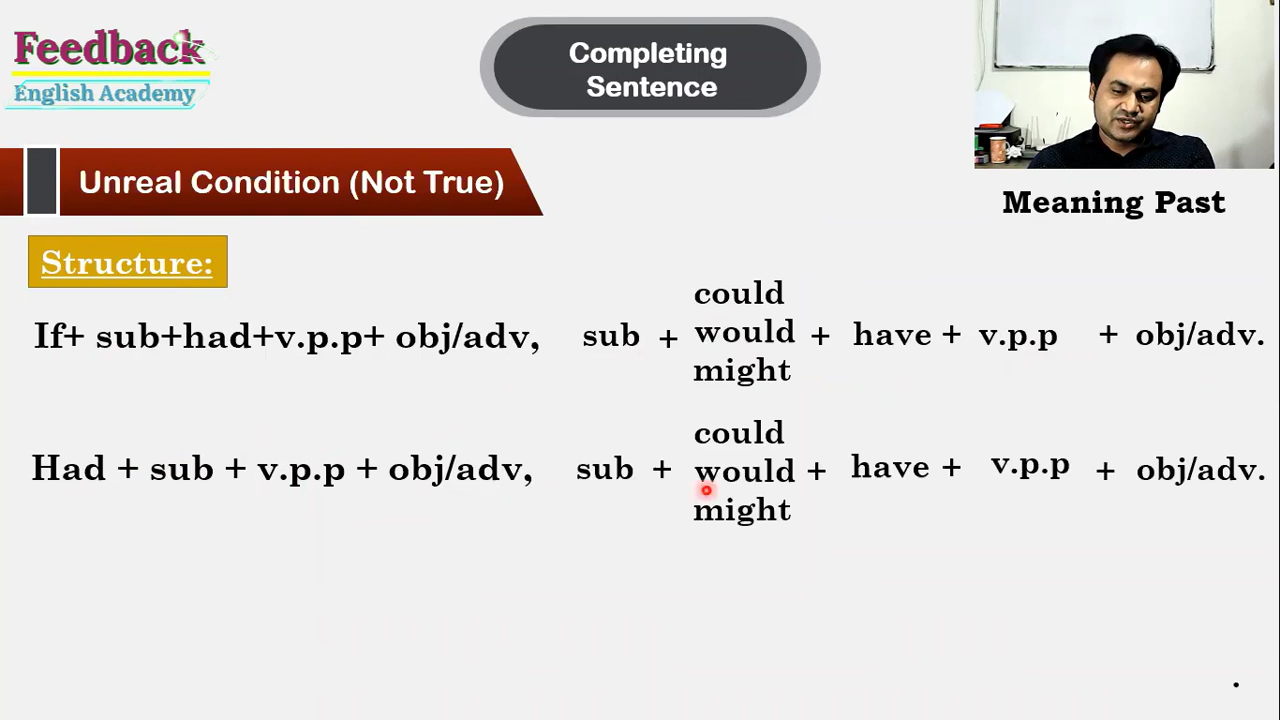 Feedback
English Academy
Completing
Sentence
Unreal Condition (Not True)
Meaning Past
Structure:
could
If+ sub+had+v.p.p+ obj/adv, sub + would + have + v.p.p + obj/adv.
might
could
Had + sub + v.p.p + obj/adv, sub + would + have + v.p.p + obj/adv.
might
.